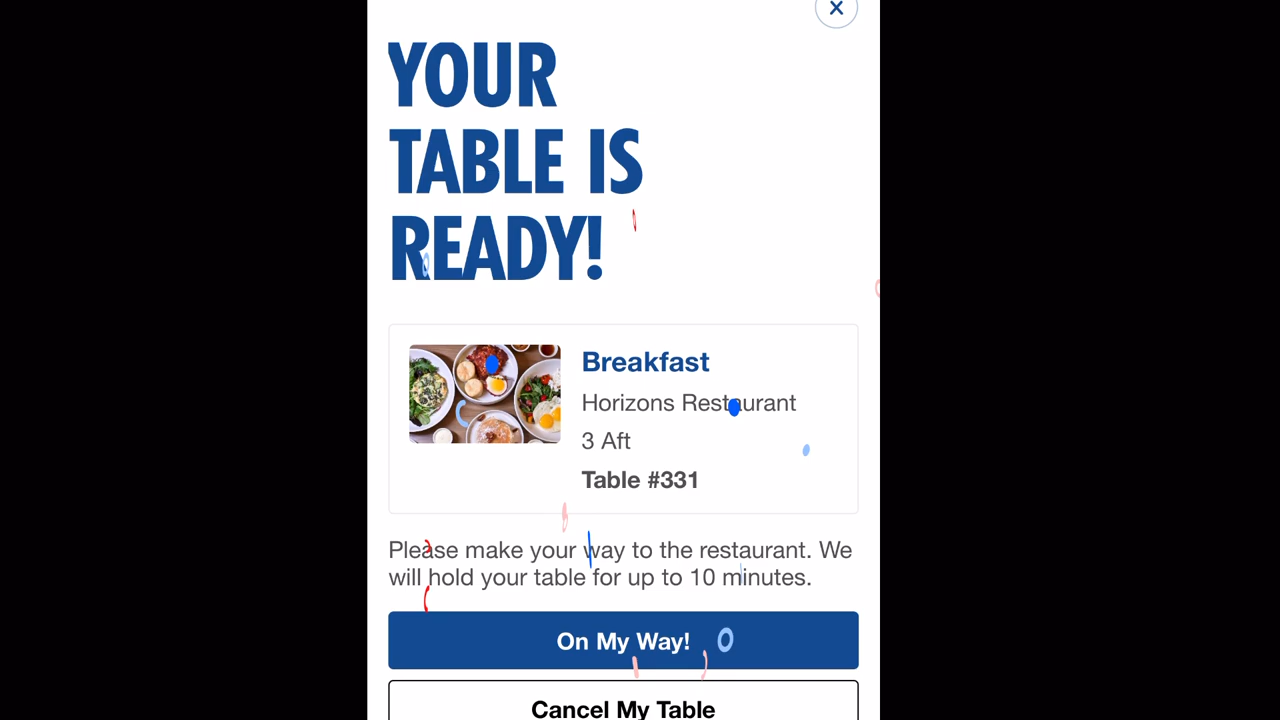 YOUR
TABLE IS
READY!
Breakfast
Horizons Restaurant
3 Aft
Table #331
Please make your way to the restaurant. We
will hold your table for up to 10 minutes.
On My Way!
Cancel My Table